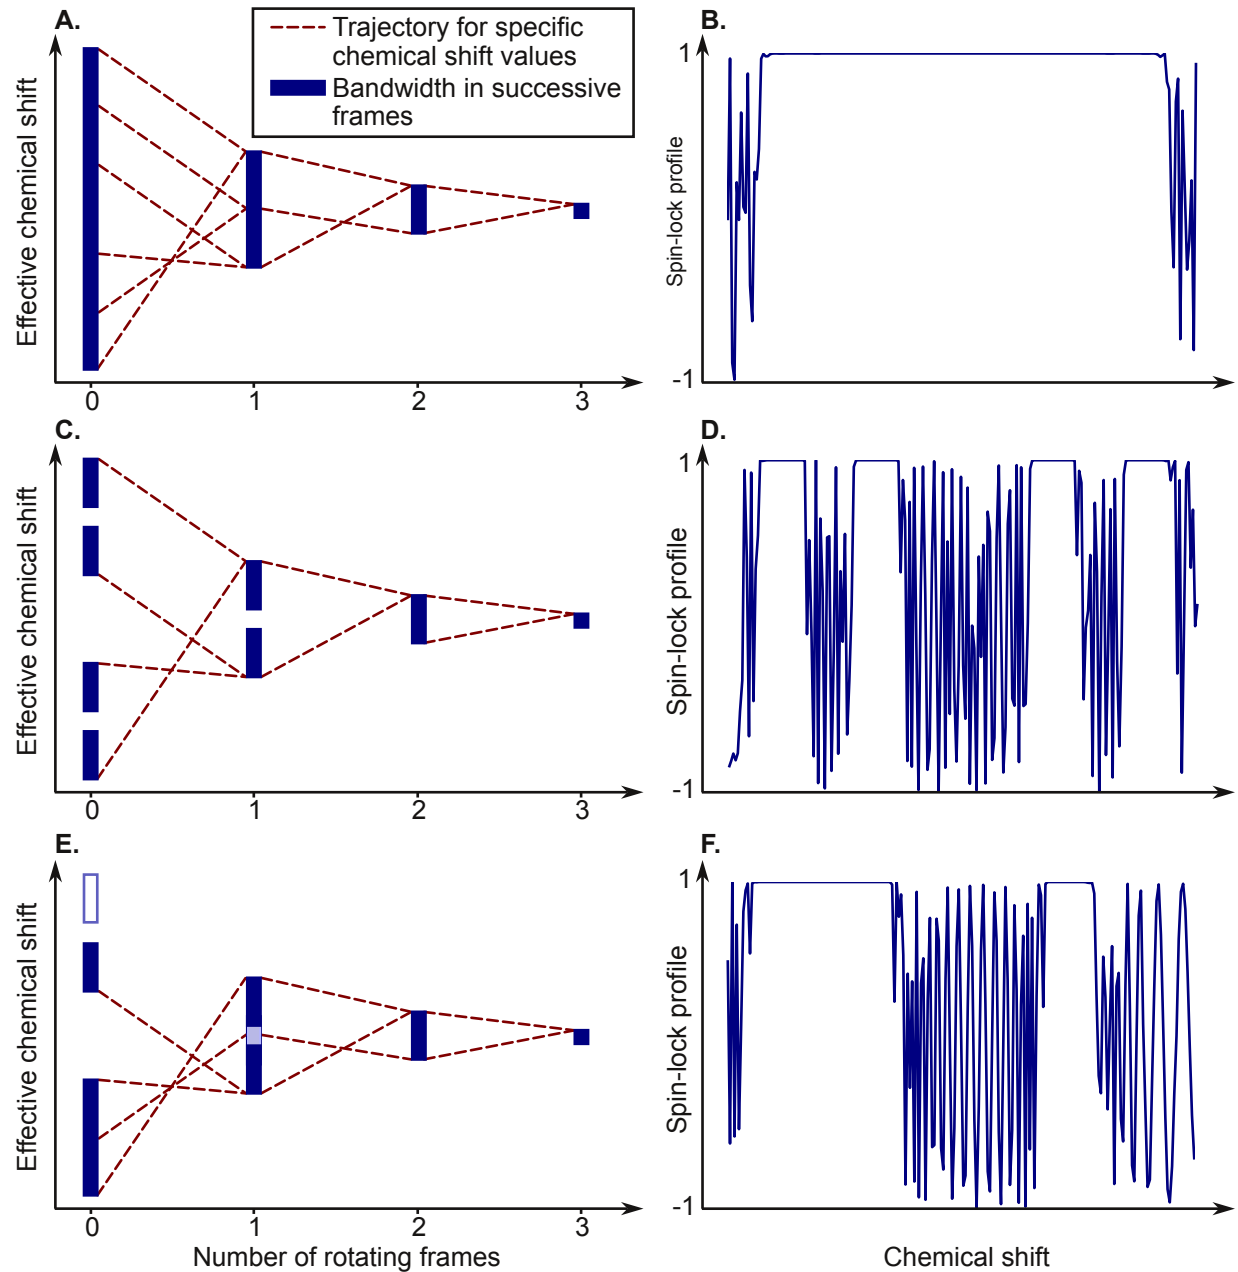 A.
Trajectory for specific
chemical shift values
Bandwidth in successive
frames
Effective chemical shift
0 1 2 3
B.
1
Spin-lock profile
-1
C.
Effective chemical shift
0 1 2 3
D.
1
Spin-lock profile
-1
E.
Effective chemical shift
0 1 2 3
Number of rotating frames
F.
1
Spin-lock profile
-1
Chemical shift